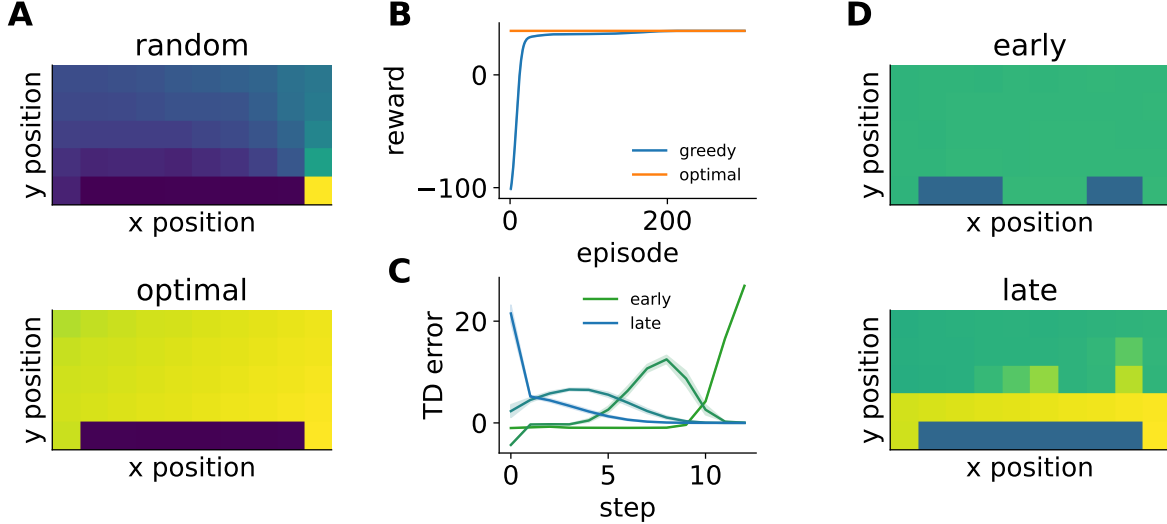 A
random
y position
x position
optimal
y position
x position
B
reward
0
−100
greedy
optimal
0
200
episode
C
TD error
20
0
early
late
0
5
10
step
D
early
y position
x position
late
y position
x position